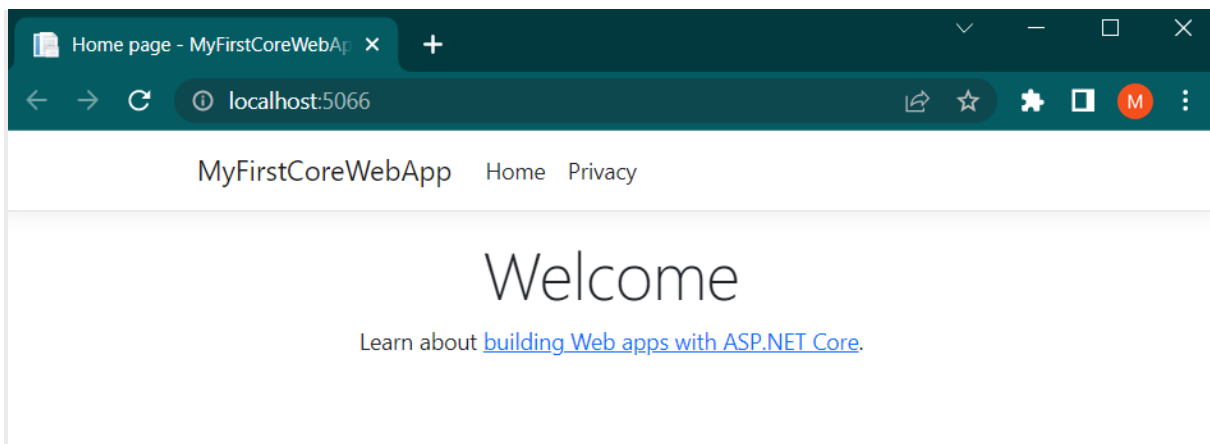 Home page - MyFirstCoreWebAp
localhost:5066
M
MyFirstCoreWebApp Home Privacy
Welcome
Learn about building Web apps with ASP.NET Core.